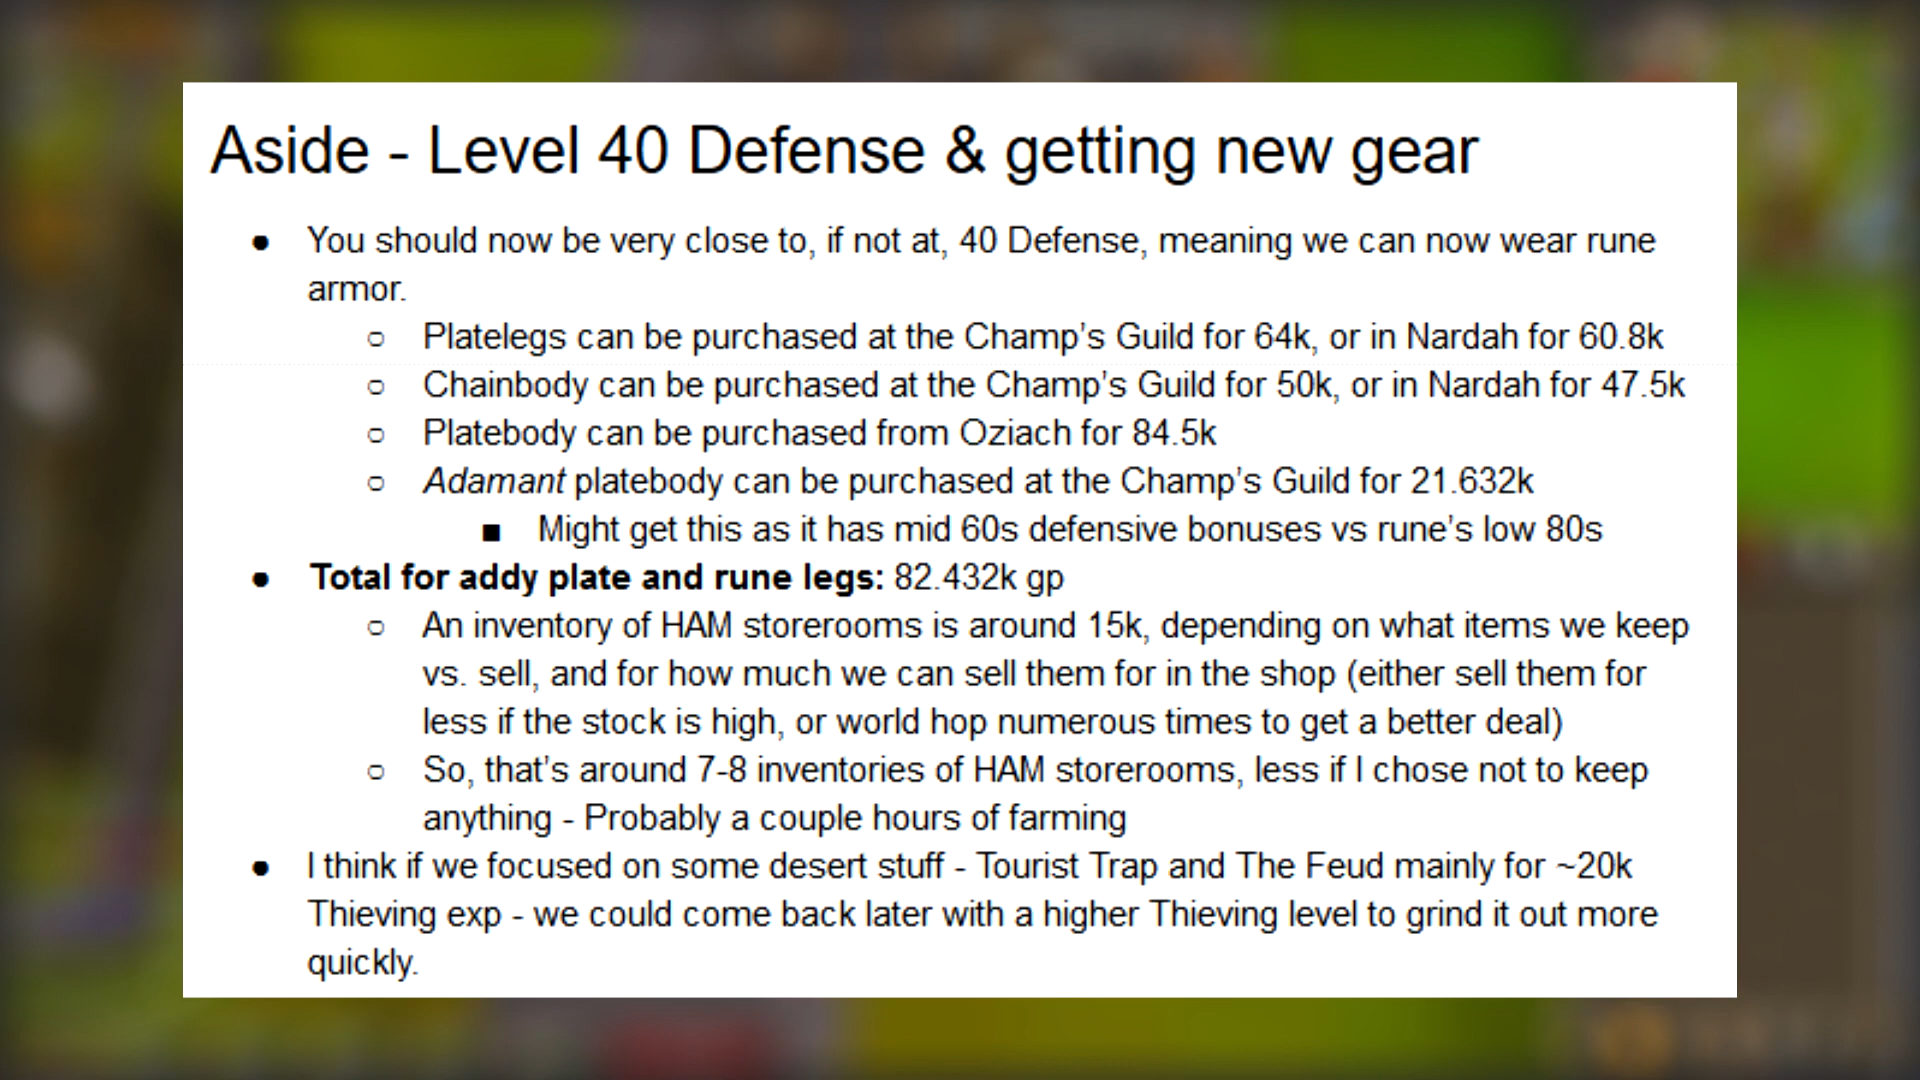 Aside - Level 40 Defense & getting new gear
● You should now be very close to, if not at, 40 Defense, meaning we can now wear rune
armor.
○ Platelegs can be purchased at the Champ's Guild for 64k, or in Nardah for 60.8k
○ Chainbody can be purchased at the Champ's Guild for 50k, or in Nardah for 47.5k
○ Platebody can be purchased from Oziach for 84.5k
○ Adamant platebody can be purchased at the Champ's Guild for 21.632k
■ Might get this as it has mid 60s defensive bonuses vs rune's low 80s
● Total for addy plate and rune legs: 82.432k gp
○ An inventory of HAM storerooms is around 15k, depending on what items we keep
vs. sell, and for how much we can sell them for in the shop (either sell them for
less if the stock is high, or world hop numerous times to get a better deal)
○ So, that's around 7-8 inventories of HAM storerooms, less if I chose not to keep
anything - Probably a couple hours of farming
● I think if we focused on some desert stuff - Tourist Trap and The Feud mainly for ~20k
Thieving exp - we could come back later with a higher Thieving level to grind it out more
quickly.